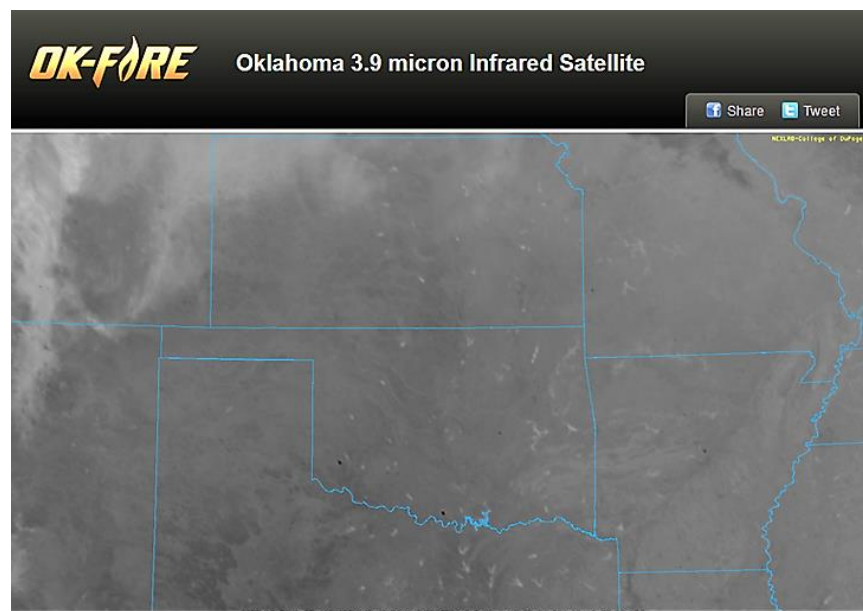 OK-FIRE
Oklahoma 3.9 micron Infrared Satellite
Share
Tweet
NEXLAB-College of DuPage